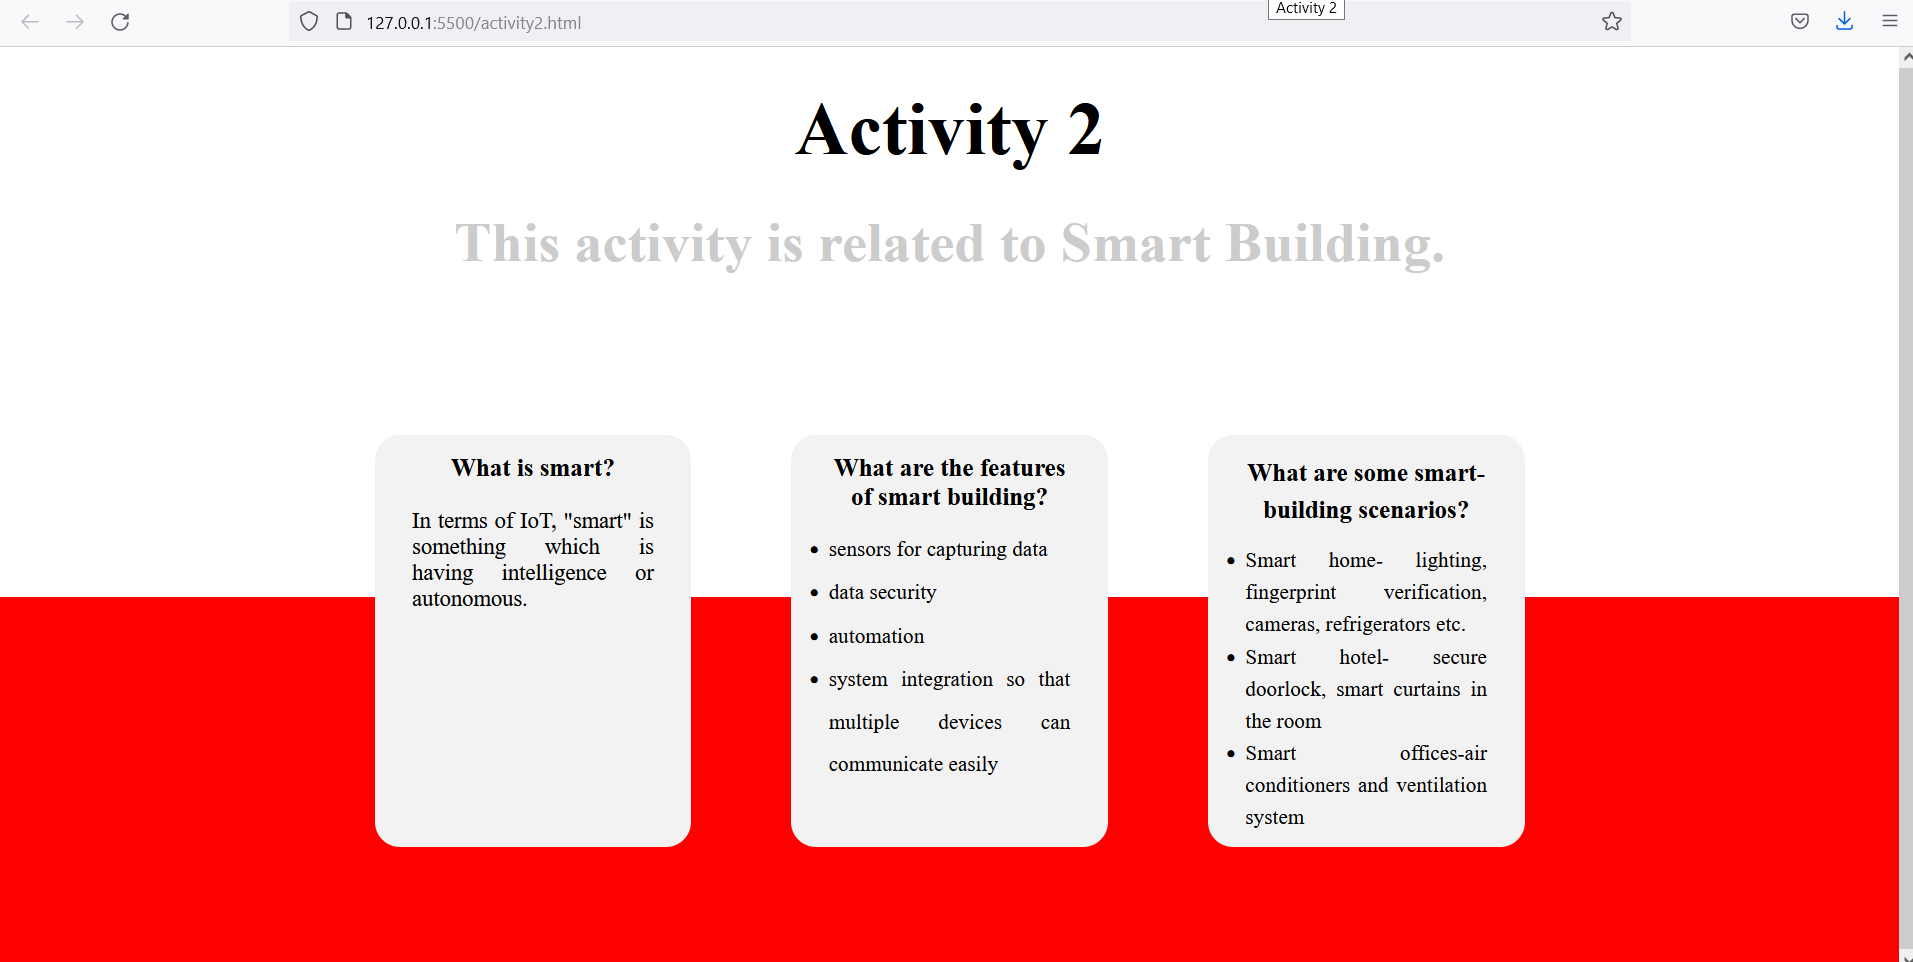 127.0.0.1:5500/activity2.html
Activity 2
Activity 2
This activity is related to Smart Building.
What is smart?
In terms of IoT, "smart" is
something which is
having intelligence or
autonomous.
What are the features
of smart building?
• sensors for capturing data
• data security
• automation
• system integration so that
multiple devices can
communicate easily
What are some smart-
building scenarios?
• Smart home- lighting,
fingerprint verification,
cameras, refrigerators etc.
• Smart hotel- secure
doorlock, smart curtains in
the room
• Smart offices-air
conditioners and ventilation
system